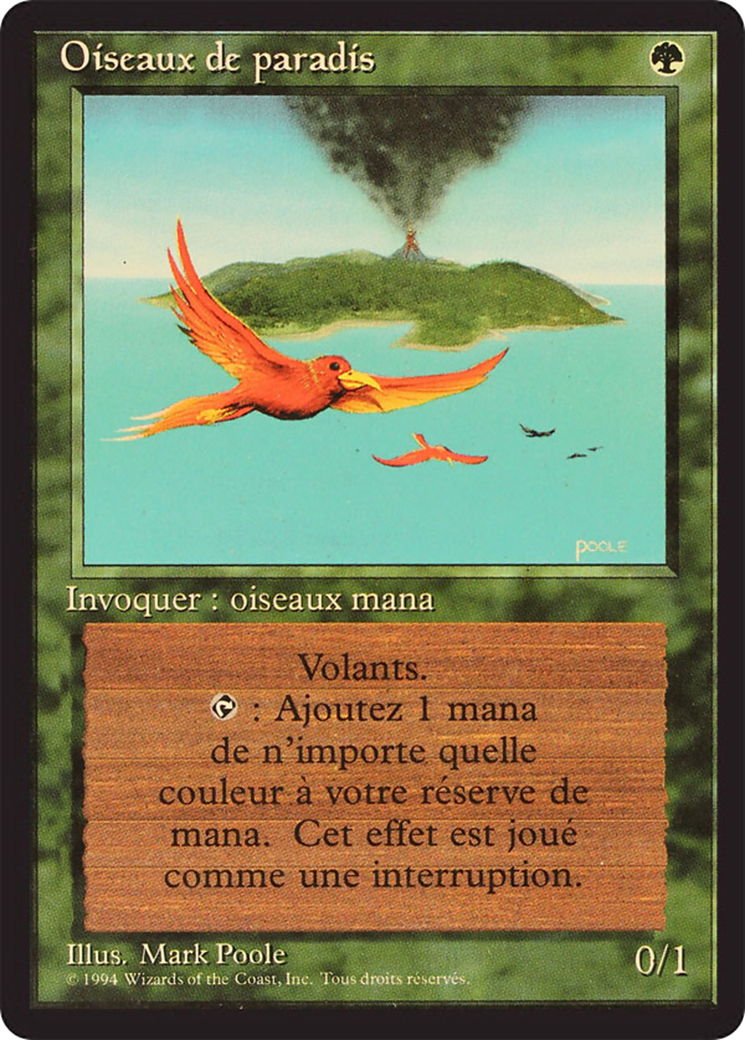 Oiseaux de paradis
POOLE
Invoquer : oiseaux mana
Volants.
: Ajoutez 1 mana
de n'importe quelle
couleur à votre réserve de
mana. Cet effet est joué
comme une interruption.
Illus. Mark Poole
0/1
© 1994 Wizards of the Coast, Inc. Tous droits réservés.